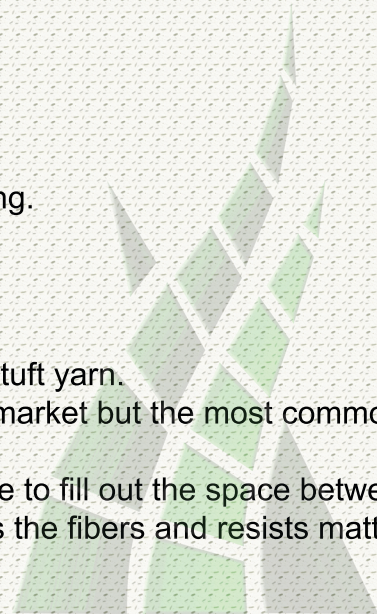 ng.
tuft yarn.
market but the most commo
e to fill out the space betwe
s the fibers and resists matt